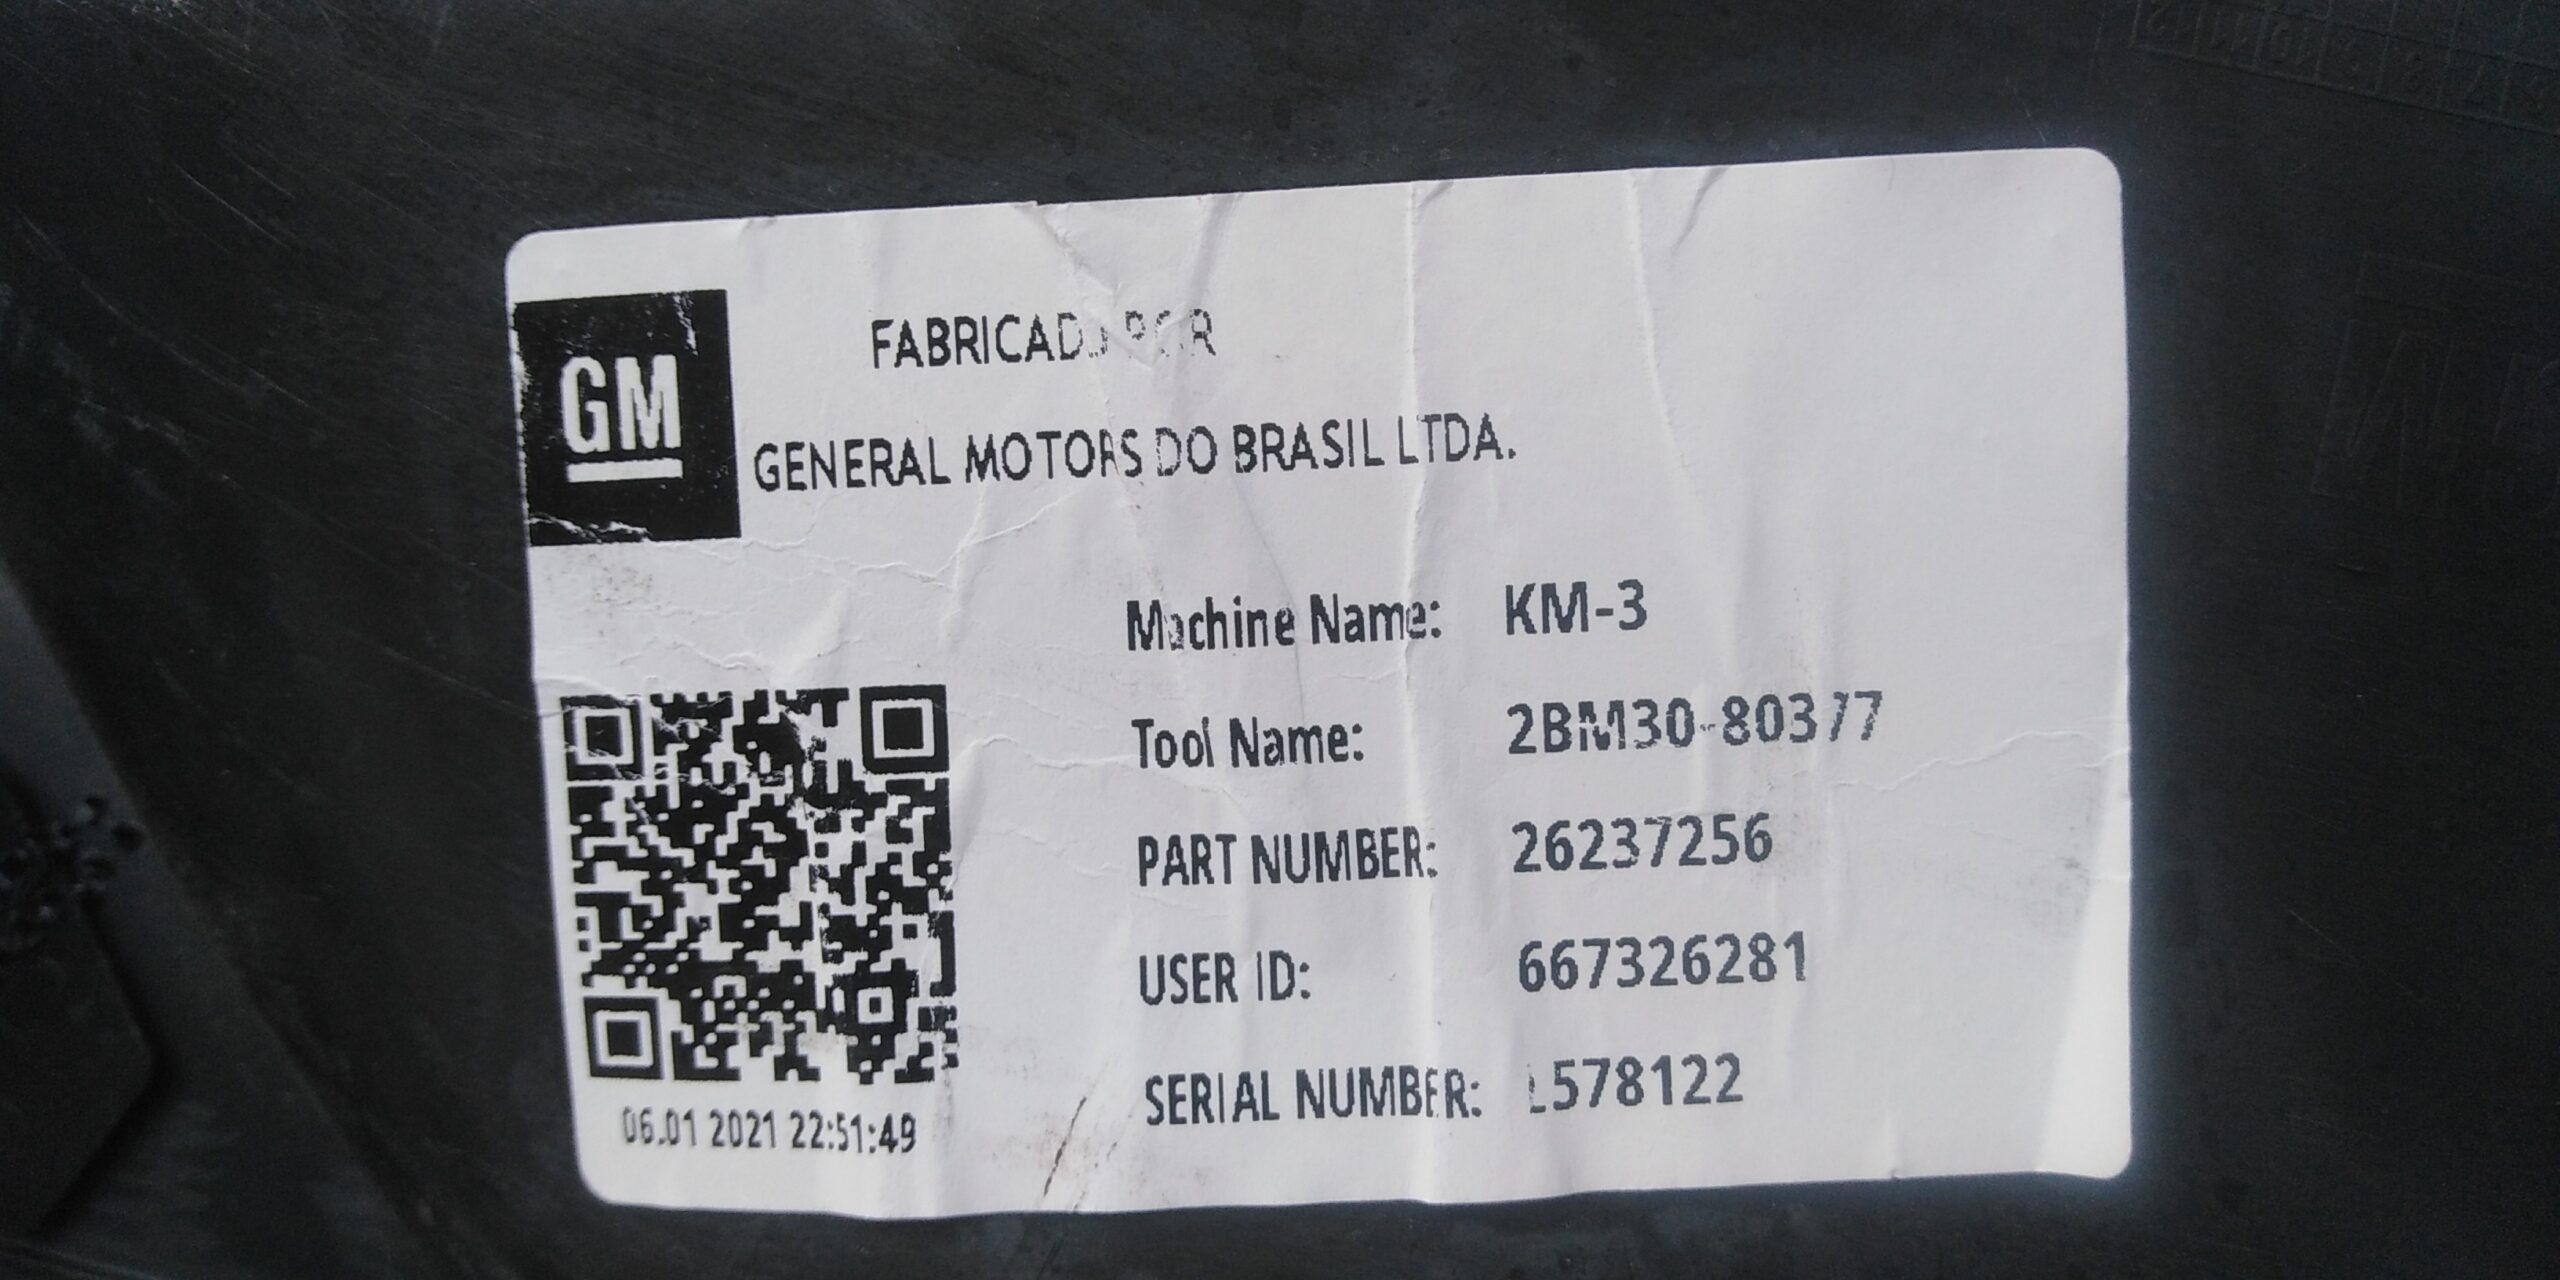 GM
FABRICADO POR
GENERAL MOTORS DO BRASIL LTDA.
Machine Name: KM-3
Tool Name: 2BM30-80377
PART NUMBER: 26237256
USER ID: 667326281
SERIAL NUMBER: 1578122
06.01 2021 22:51:49